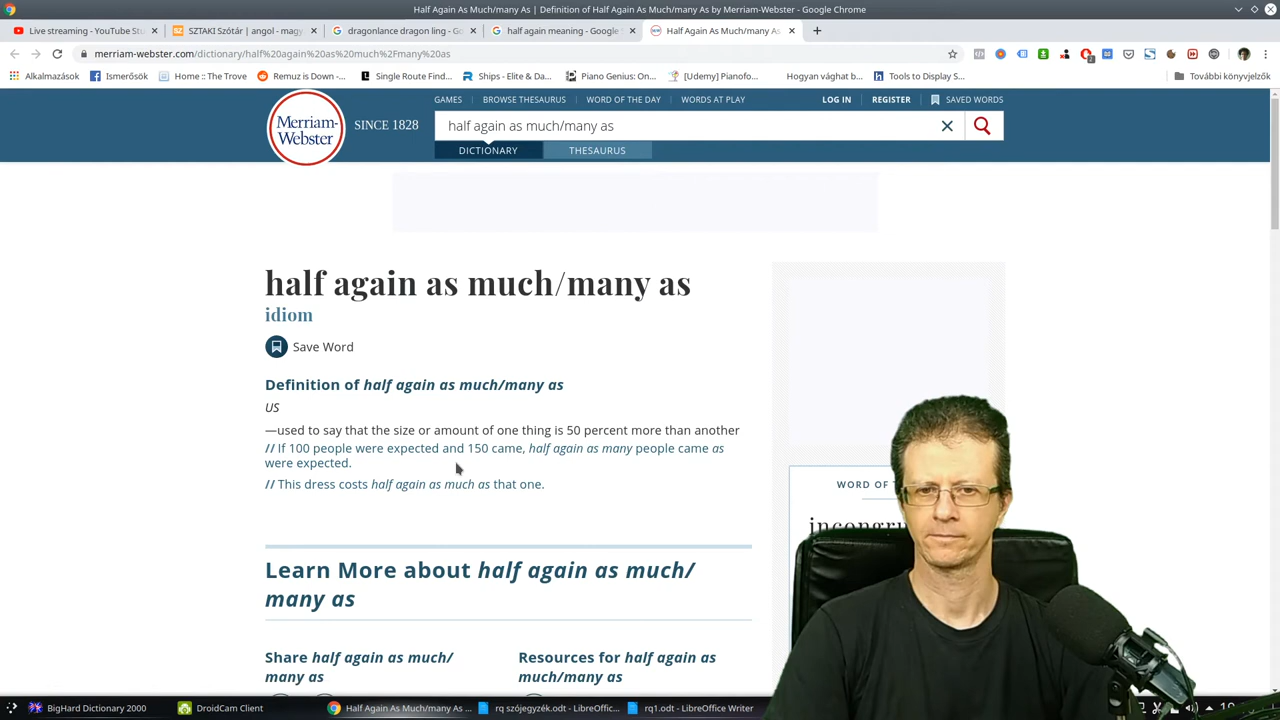 Half Again As Much/many As | Definition of Half Again As Much/many As by Merriam-Webster - Google Chrome
Live streaming - YouTube Stu
SZTAKI Szótár | angol - magy
dragonlance dragon ling - Go
half again meaning - Google S
Half Again As Much/many As
merriam-webster.com/dictionary/half%20again%20as%20much%2Fmany%20as
Alkalmazások
Ismerősök
Home :: The Trove
Remuz is Down -...
Single Route Find...
Ships - Elite & Da...
Piano Genius: On...
[Udemy] Pianofo...
Hogyan vághat b...
Tools to Display S...
További könyvjelzők
Merriam-
Webster
SINCE 1828
GAMES
BROWSE THESAURUS
WORD OF THE DAY
WORDS AT PLAY
LOG IN
REGISTER
SAVED WORDS
half again as much/many as
DICTIONARY
THESAURUS
half again as much/many as
idiom
Save Word
Definition of half again as much/many as
US
—used to say that the size or amount of one thing is 50 percent more than another
// If 100 people were expected and 150 came, half again as many people came as
were expected.
// This dress costs half again as much as that one.
WORD OF T
incongru
Learn More about half again as much/
many as
Share half again as much/
many as
Resources for half again as
much/many as
BigHard Dictionary 2000
DroidCam Client
Half Again As Much/many As ...
rq szójegyzék.odt - LibreOffic...
rq1.odt - LibreOffice Writer